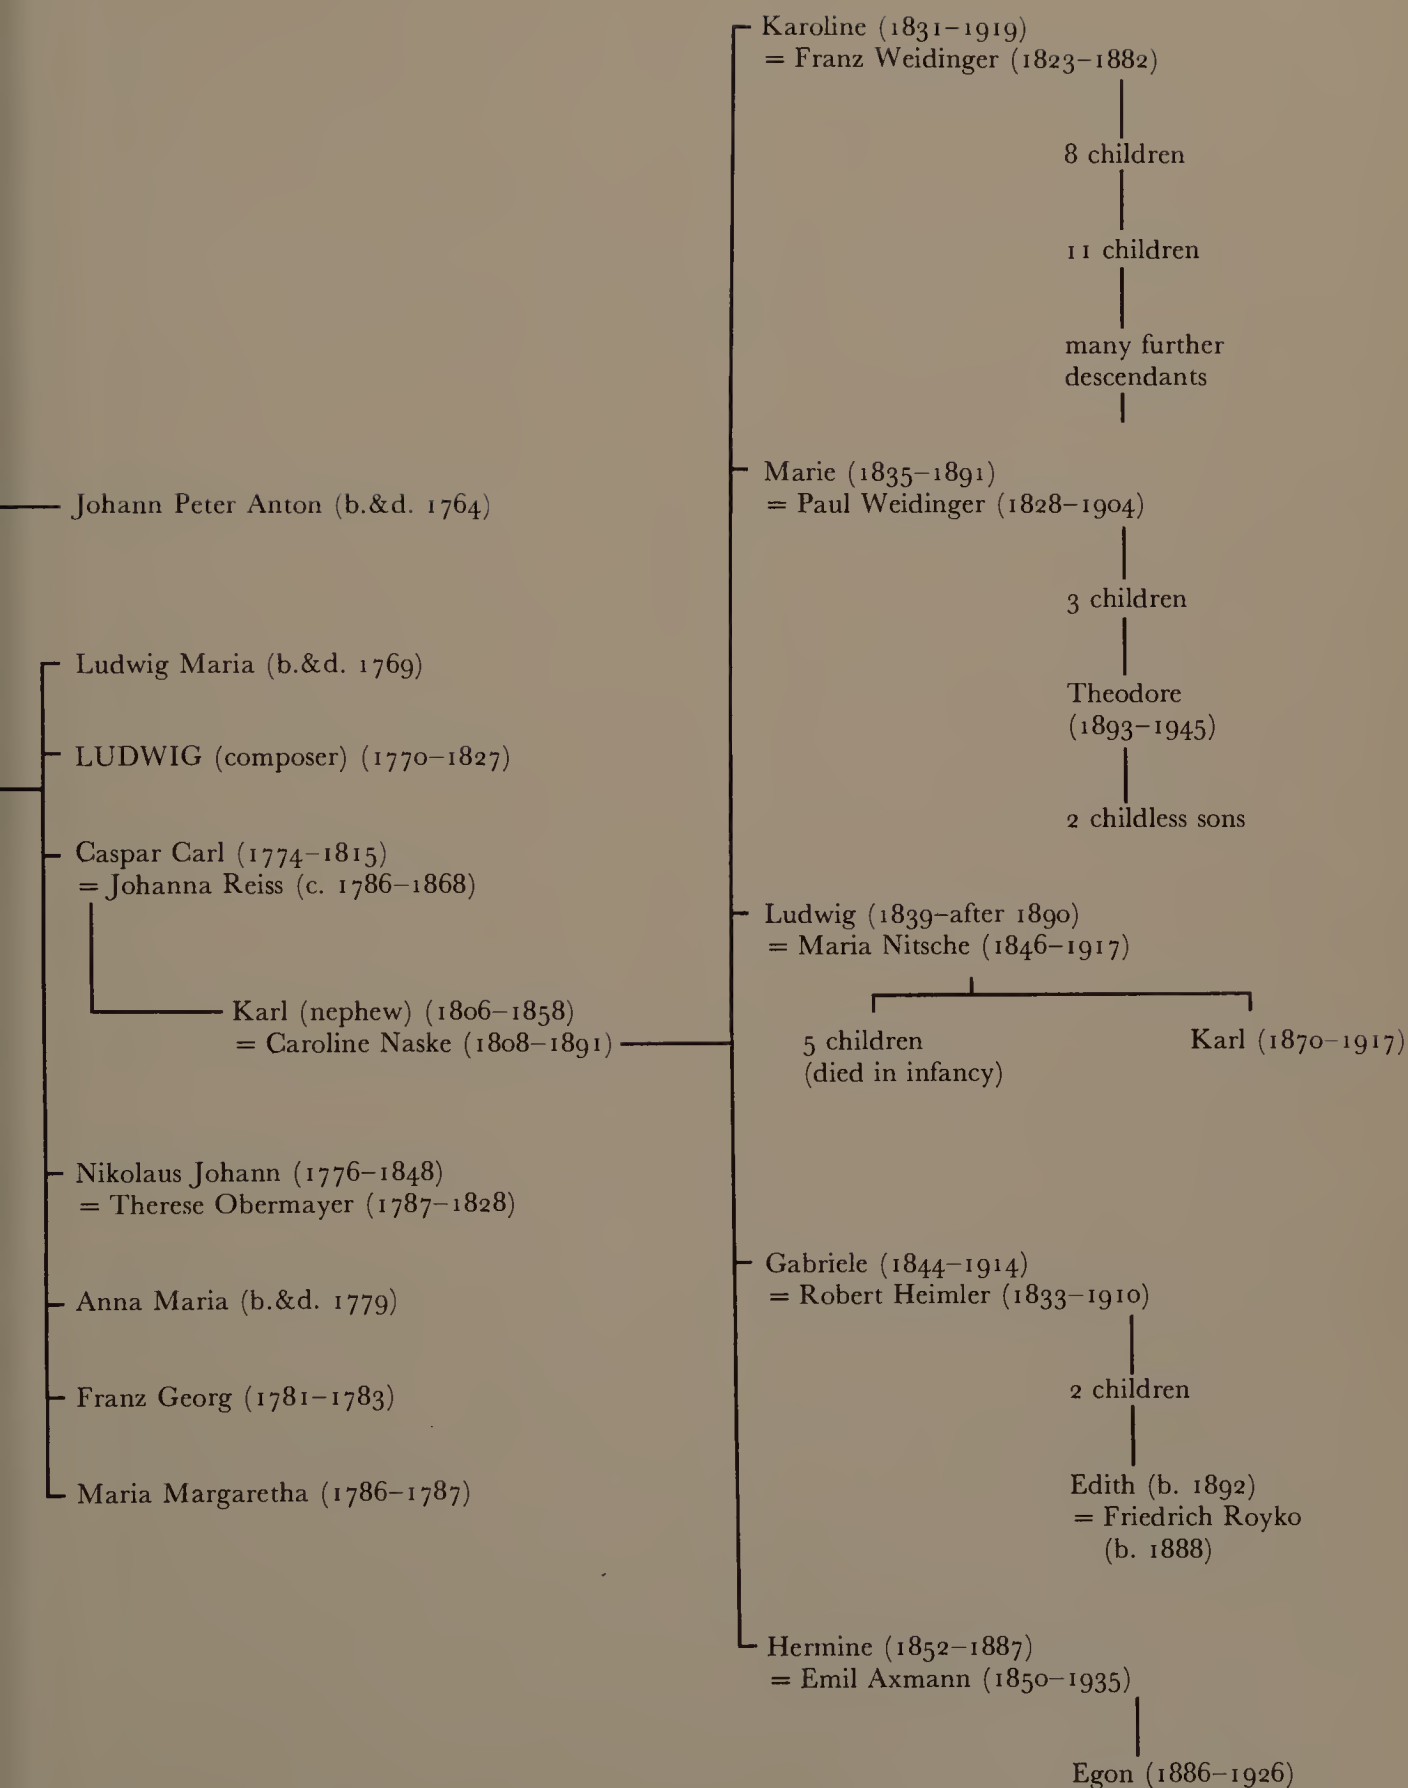 Johann Peter Anton (b.&d. 1764)
Ludwig Maria (b.&d. 1769)
LUDWIG (composer) (1770–1827)
Caspar Carl (1774–1815)
= Johanna Reiss (c. 1786–1868)
Karl (nephew) (1806–1858)
= Caroline Naske (1808–1891)
Nikolaus Johann (1776–1848)
= Therese Obermayer (1787–1828)
Anna Maria (b.&d. 1779)
Franz Georg (1781–1783)
Maria Margaretha (1786–1787)
Karoline (1831–1919)
= Franz Weidinger (1823–1882)
8 children
11 children
many further
descendants
Marie (1835–1891)
= Paul Weidinger (1828–1904)
3 children
Theodore
(1893–1945)
2 childless sons
Ludwig (1839–after 1890)
= Maria Nitsche (1846–1917)
5 children
(died in infancy)
Karl (1870–1917)
Gabriele (1844–1914)
= Robert Heimler (1833–1910)
2 children
Edith (b. 1892)
= Friedrich Royko
(b. 1888)
Hermine (1852–1887)
= Emil Axmann (1850–1935)
Egon (1886–1926)